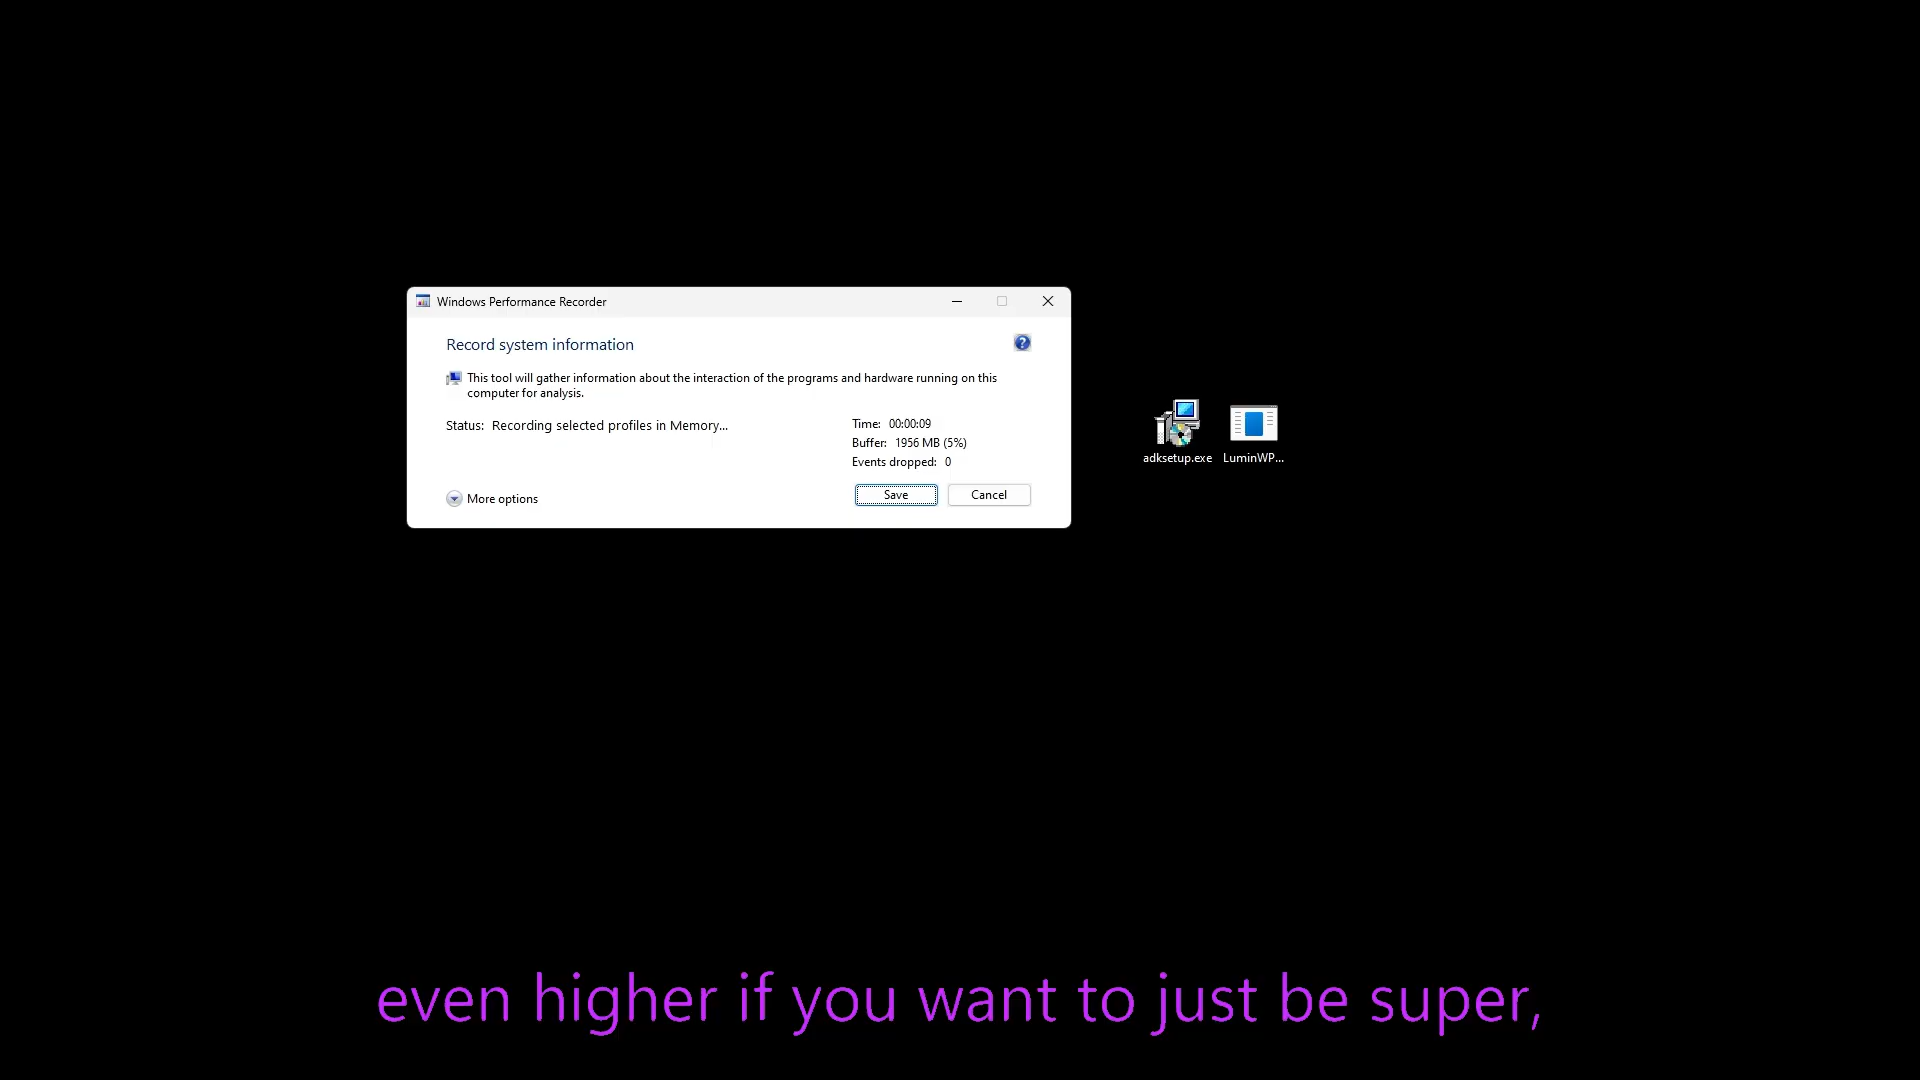 Windows Performance Recorder
Record system information
This tool will gather information about the interaction of the programs and hardware running on this
computer for analysis.
Status: Recording selected profiles in Memory...
Time: 00:00:09
Buffer: 1956 MB (5%)
Events dropped: 0
More options
Save
Cancel
adksetup.exe
LuminWP...
even higher if you want to just be super,